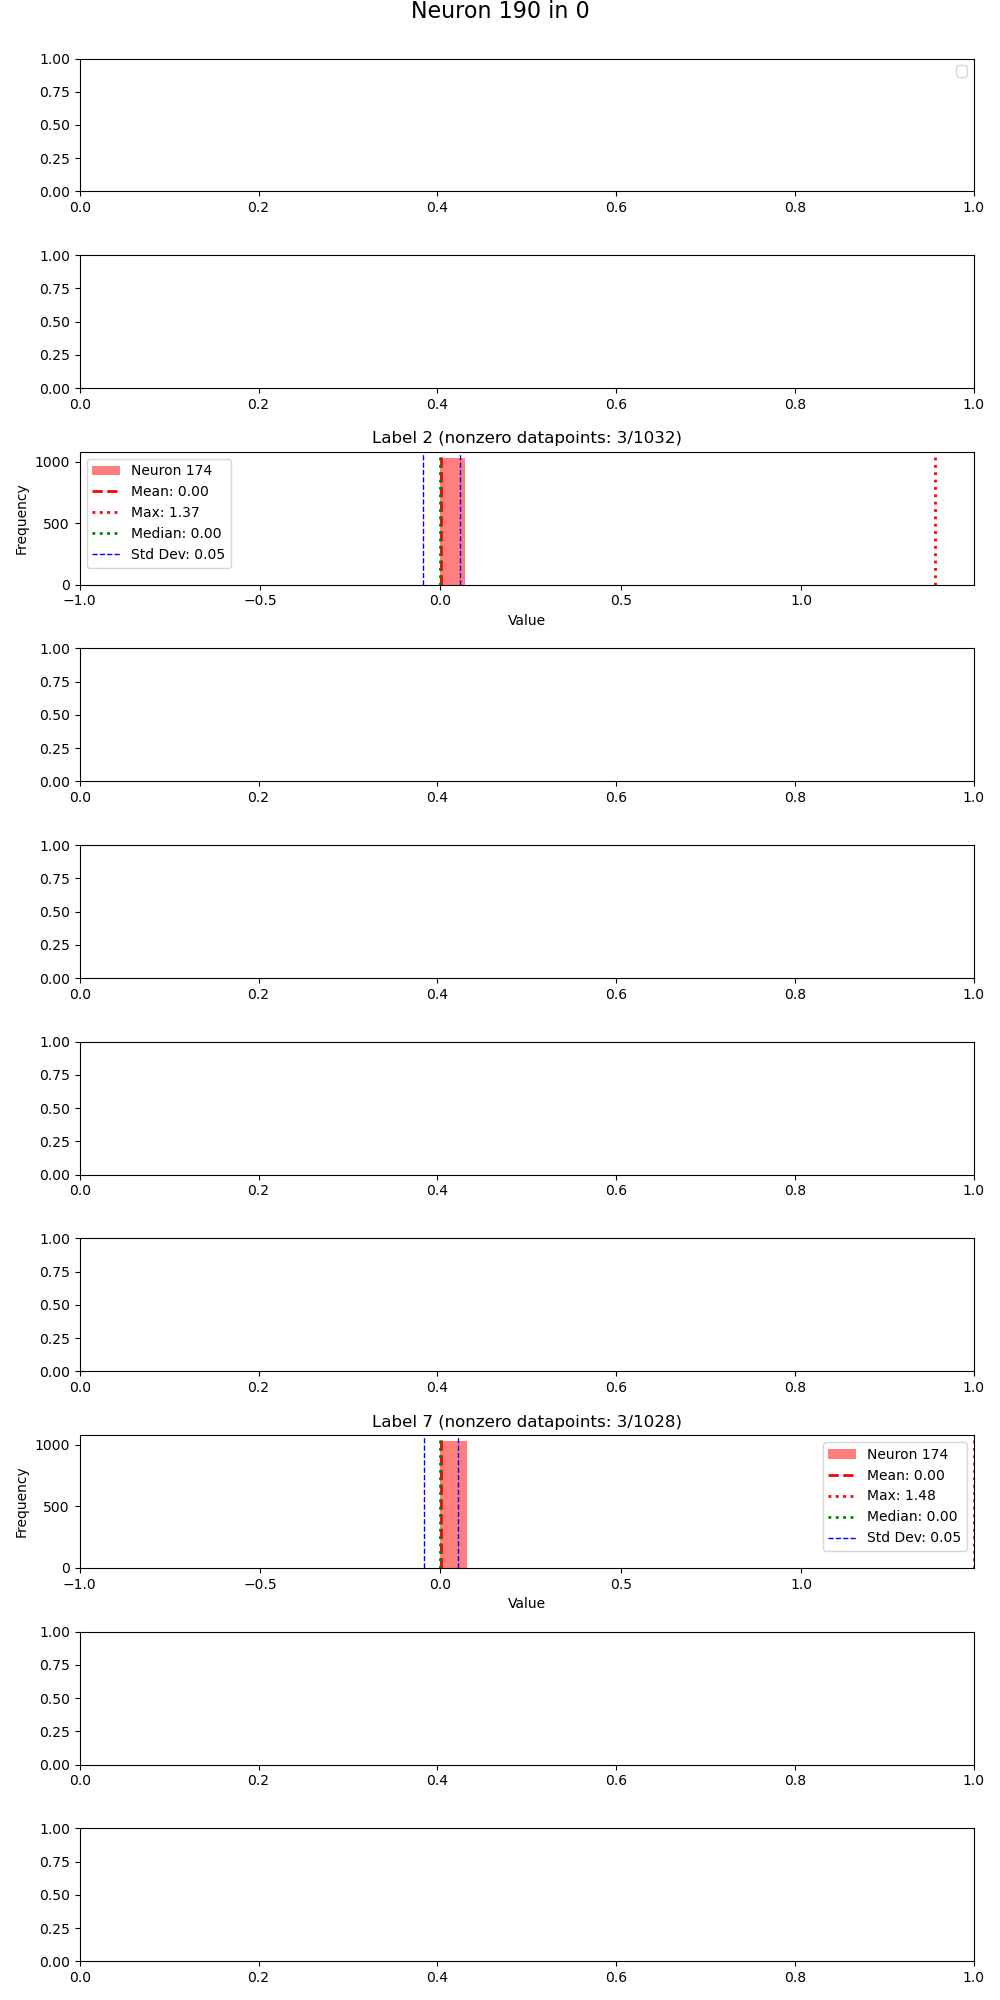 Neuron 190 in 0
1.00
0.75
0.50
0.25
0.00
0.0 0.2 0.4 0.6 0.8 1.0
1.00
0.75
0.50
0.25
0.00
0.0 0.2 0.4 0.6 0.8 1.0
Label 2 (nonzero datapoints: 3/1032)
Frequency
1000
500
0
Neuron 174
Mean: 0.00
Max: 1.37
Median: 0.00
Std Dev: 0.05
−1.0 −0.5 0.0 0.5 1.0
Value
1.00
0.75
0.50
0.25
0.00
0.0 0.2 0.4 0.6 0.8 1.0
1.00
0.75
0.50
0.25
0.00
0.0 0.2 0.4 0.6 0.8 1.0
1.00
0.75
0.50
0.25
0.00
0.0 0.2 0.4 0.6 0.8 1.0
1.00
0.75
0.50
0.25
0.00
0.0 0.2 0.4 0.6 0.8 1.0
Label 7 (nonzero datapoints: 3/1028)
Frequency
1000
500
0
Neuron 174
Mean: 0.00
Max: 1.48
Median: 0.00
Std Dev: 0.05
−1.0 −0.5 0.0 0.5 1.0
Value
1.00
0.75
0.50
0.25
0.00
0.0 0.2 0.4 0.6 0.8 1.0
1.00
0.75
0.50
0.25
0.00
0.0 0.2 0.4 0.6 0.8 1.0